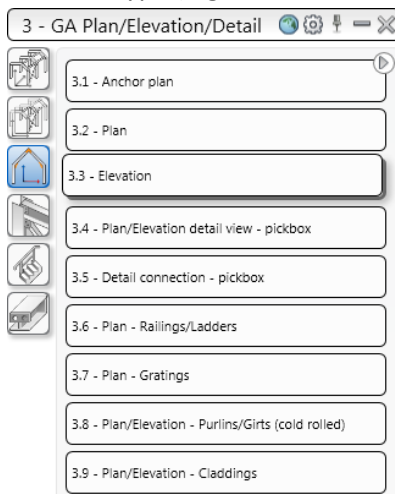 3 - GA Plan/Elevation/Detail
3.1 - Anchor plan
3.2 - Plan
3.3 - Elevation
3.4 - Plan/Elevation detail view - pickbox
3.5 - Detail connection - pickbox
3.6 - Plan - Railings/Ladders
3.7 - Plan - Gratings
3.8 - Plan/Elevation - Purlins/Girts (cold rolled)
3.9 - Plan/Elevation - Claddings